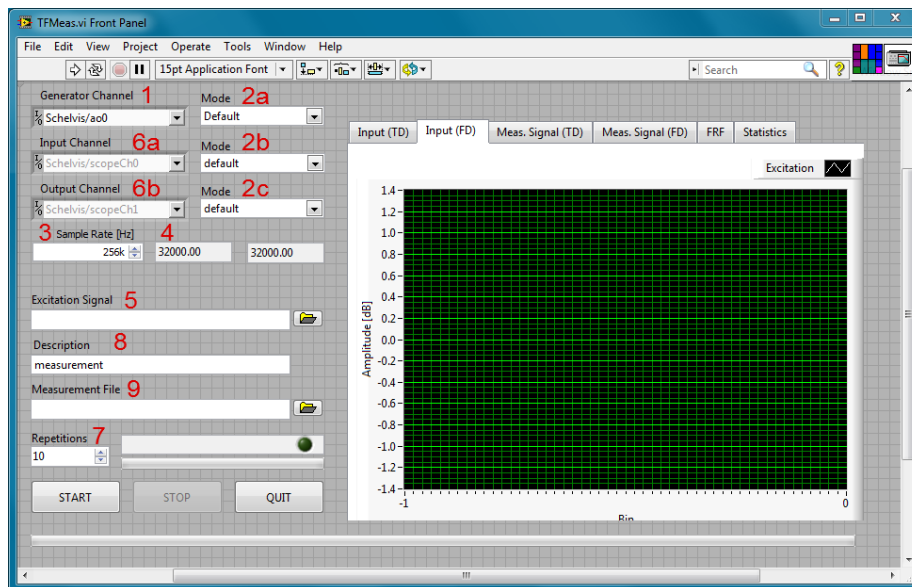 TFMeas.vi Front Panel
File Edit View Project Operate Tools Window Help
15pt Application Font
Search
Generator Channel 1
Mode 2a
Schelvis/ao0
Default
Input Channel 6a
Mode 2b
Schelvis/scopeCh0
default
Output Channel 6b
Mode 2c
Schelvis/scopeCh1
default
3 Sample Rate [Hz] 4
256k 32000.00 32000.00
Excitation Signal 5
Description 8
measurement
Measurement File 9
Repetitions 7
10
START STOP QUIT
Input (TD) Input (FD) Meas. Signal (TD) Meas. Signal (FD) FRF Statistics
Excitation
Amplitude [dB]
1.4
1.2
1.0
0.8
0.6
0.4
0.2
0.0
-0.2
-0.4
-0.6
-0.8
-1.0
-1.2
-1.4
-1 0
Bin